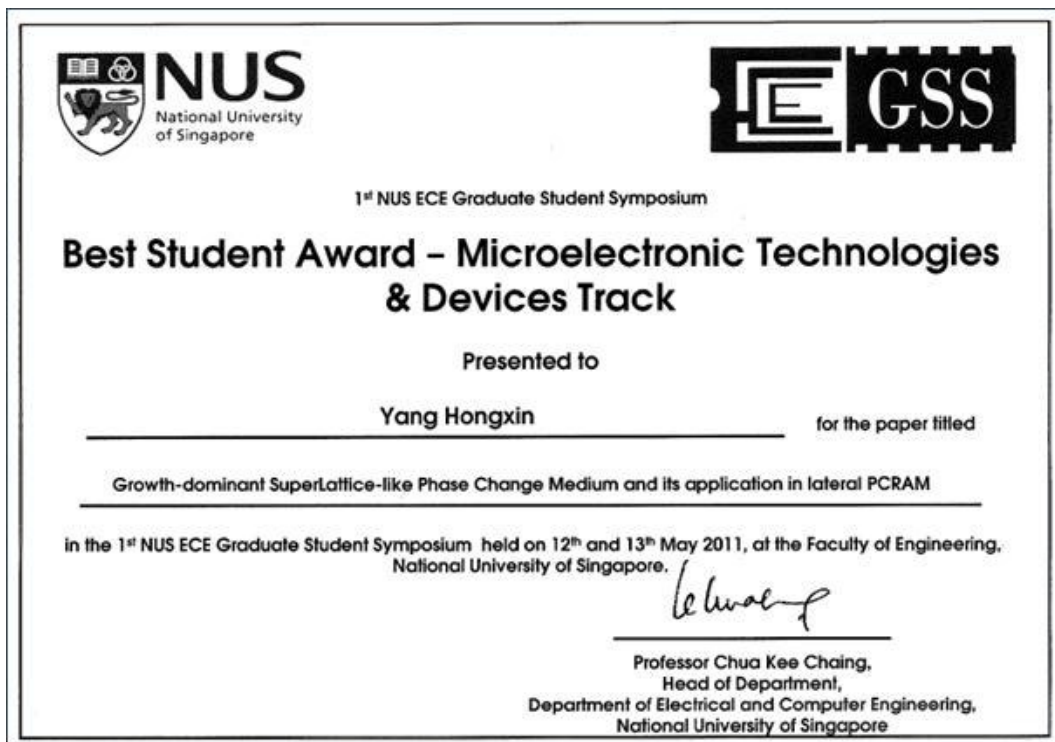 NUS
National University
of Singapore
GSS
1st NUS ECE Graduate Student Symposium
Best Student Award – Microelectronic Technologies
& Devices Track
Presented to
Yang Hongxin
for the paper titled
Growth-dominant SuperLattice-like Phase Change Medium and its application in lateral PCRAM
in the 1st NUS ECE Graduate Student Symposium held on 12th and 13th May 2011, at the Faculty of Engineering,
National University of Singapore.
Professor Chua Kee Chaing,
Head of Department,
Department of Electrical and Computer Engineering,
National University of Singapore